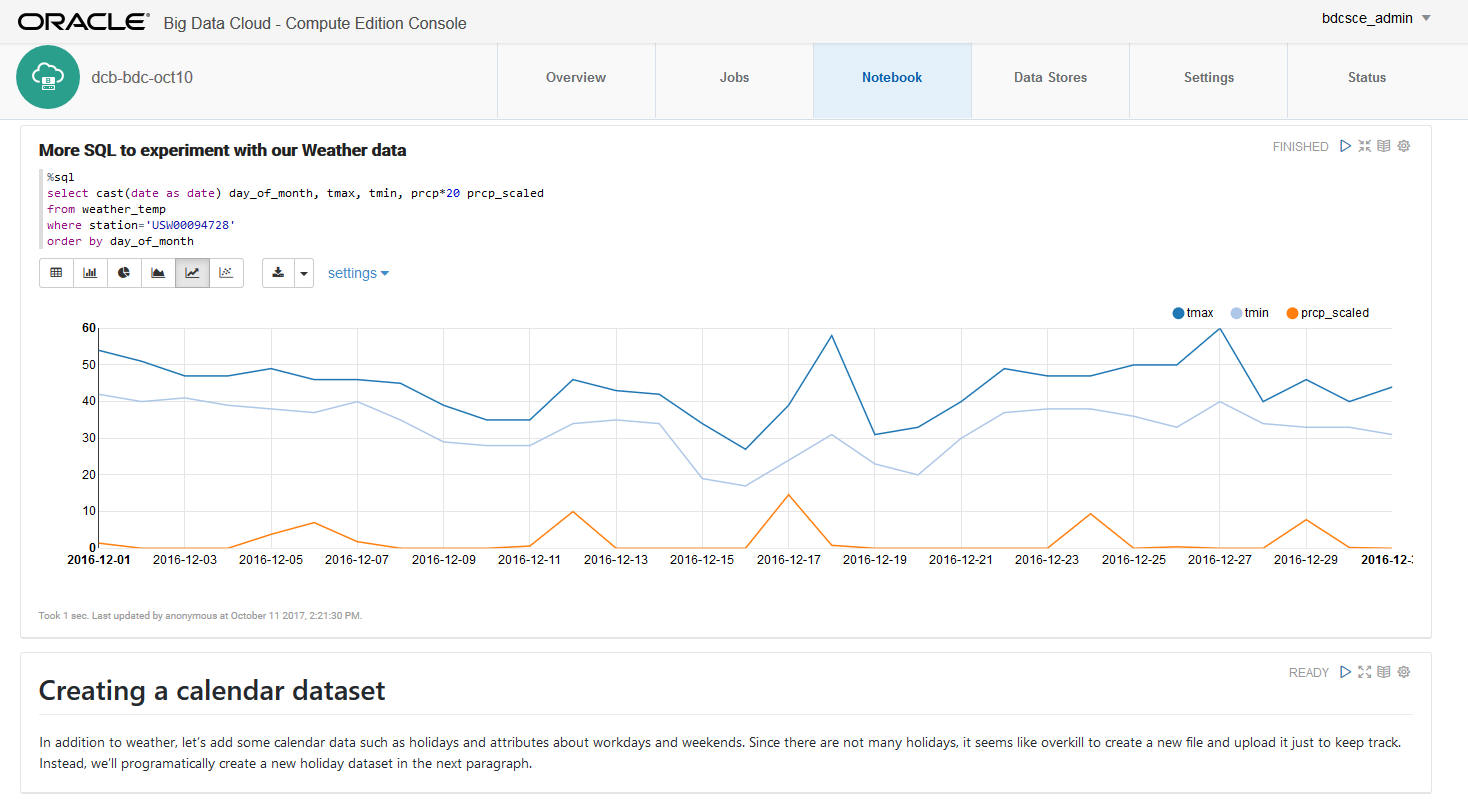 ORACLE® Big Data Cloud - Compute Edition Console
bdcsce_admin
dcb-bdc-oct10
Overview
Jobs
Notebook
Data Stores
Settings
Status
More SQL to experiment with our Weather data
FINISHED
%sql
select cast(date as date) day_of_month, tmax, tmin, prcp*20 prcp_scaled
from weather_temp
where station='USW00094728'
order by day_of_month
settings
tmax tmin prcp_scaled
60
50
40
30
20
10
0
2016-12-01 2016-12-03 2016-12-05 2016-12-07 2016-12-09 2016-12-11 2016-12-13 2016-12-15 2016-12-17 2016-12-19 2016-12-21 2016-12-23 2016-12-25 2016-12-27 2016-12-29 2016-12-
Took 1 sec. Last updated by anonymous at October 11 2017, 2:21:30 PM.
READY
Creating a calendar dataset
In addition to weather, let's add some calendar data such as holidays and attributes about workdays and weekends. Since there are not many holidays, it seems like overkill to create a new file and upload it just to keep track.
Instead, we'll programatically create a new holiday dataset in the next paragraph.